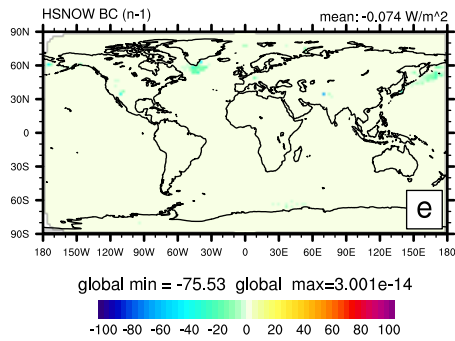 HSNOW BC (n-1) mean: -0.074 W/m^2
90N
60N
30N
0
30S
60S
90S
e
180 150W 120W 90W 60W 30W 0 30E 60E 90E 120E 150E 180
global min = -75.53 global max=3.001e-14
-100 -80 -60 -40 -20 0 20 40 60 80 100